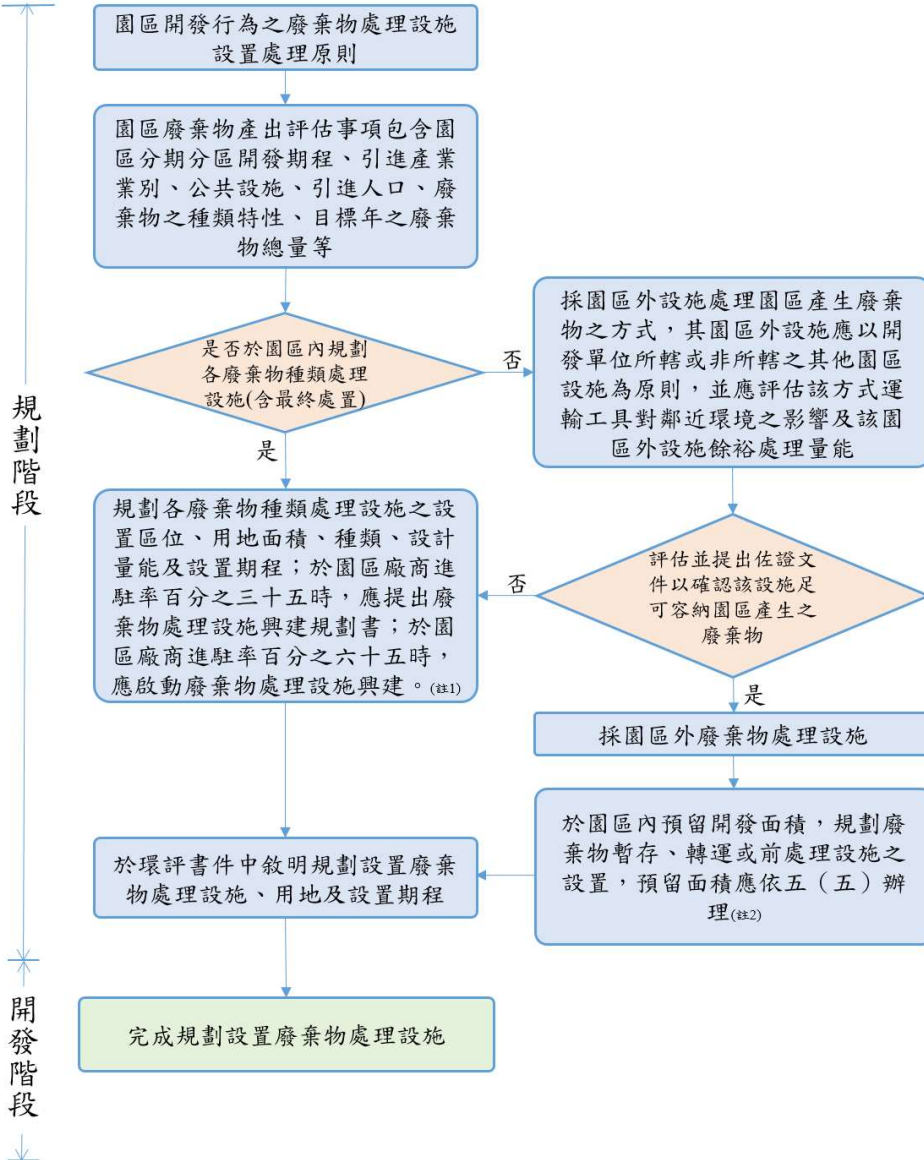 園區開發行為之廢棄物處理設施
設置處理原則
園區廢棄物產出評估事項包含園
區分期分區開發期程、引進產業
業別、公共設施、引進人口、廢
棄物之種類特性、目標年之廢棄
物總量等
是否於園區內規劃
各廢棄物種類處理
設施(含最終處置)
否
是
採園區外設施處理園區產生廢棄
物之方式，其園區外設施應以開
發單位所轄或非所轄之其他園區
設施為原則，並應評估該方式運
輸工具對鄰近環境之影響及該園
區外設施餘裕處理量能
規劃階段
規劃各廢棄物種類處理設施之設
置區位、用地面積、種類、設計
量能及設置期程；於園區廠商進
駐率百分之三十五時，應提出廢
棄物處理設施興建規劃書；於園
區廠商進駐率百分之六十五時，
應啟動廢棄物處理設施興建。(註1)
否
評估並提出佐證文
件以確認該設施足
可容納園區產生之
廢棄物
是
採園區外廢棄物處理設施
於園區內預留開發面積，規劃廢
棄物暫存、轉運或前處理設施之
設置，預留面積應依五（五）辦
理(註2)
於環評書件中敘明規劃設置廢棄
物處理設施、用地及設置期程
開發階段
完成規劃設置廢棄物處理設施